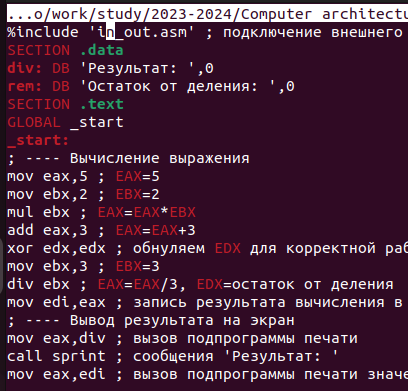 ...o/work/study/2023-2024/Computer architectu
%include 'in_out.asm' ; подключение внешнего
SECTION .data
div: DB 'Результат: ',0
rem: DB 'Остаток от деления: ',0
SECTION .text
GLOBAL _start
_start:
; ---- Вычисление выражения
mov eax,5 ; EAX=5
mov ebx,2 ; EBX=2
mul ebx ; EAX=EAX*EBX
add eax,3 ; EAX=EAX+3
xor edx,edx ; обнуляем EDX для корректной раб
mov ebx,3 ; EBX=3
div ebx ; EAX=EAX/3, EDX=остаток от деления
mov edi,eax ; запись результата вычисления в
; ---- Вывод результата на экран
mov eax,div ; вызов подпрограммы печати
call sprint ; сообщения 'Результат: '
mov eax,edi ; вызов подпрограммы печати значе